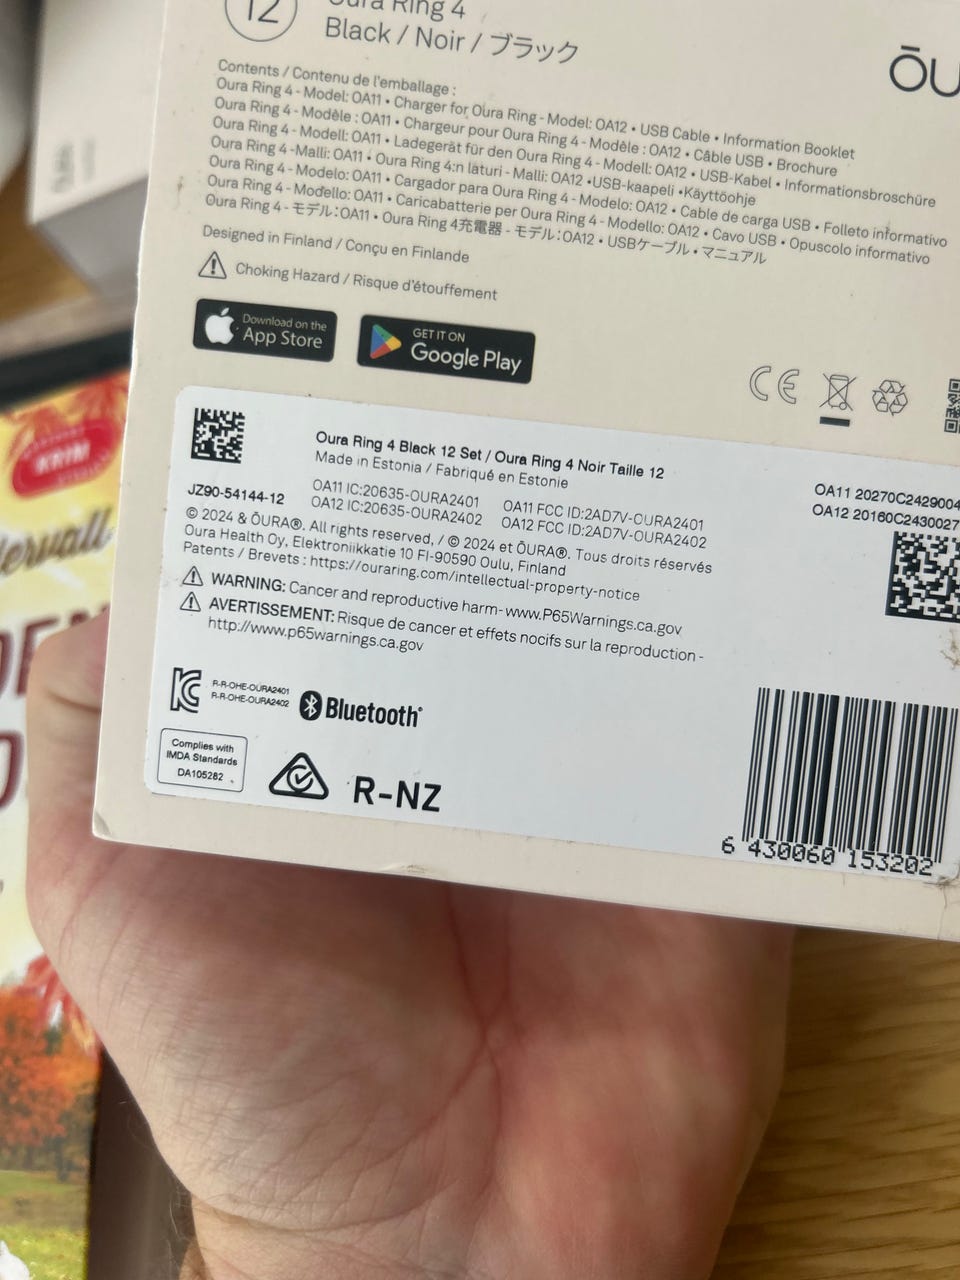 12
Oura Ring 4
Black / Noir / ブラック
ŌU
Contents / Contenu de l'emballage :
Oura Ring 4 - Model: OA11 • Charger for Oura Ring - Model: OA12 • USB Cable • Information Booklet
Oura Ring 4 - Modèle : OA11 • Chargeur pour Oura Ring 4 - Modèle : OA12 • Câble USB • Brochure
Oura Ring 4 - Modell: OA11 • Ladegerät für den Oura Ring 4 - Modell: OA12 • USB-Kabel • Informationsbroschüre
Oura Ring 4 -Malli: OA11 • Oura Ring 4:n laturi - Malli: OA12 •USB-kaapeli •Käyttöohje
Oura Ring 4 - Modelo: OA11 • Cargador para Oura Ring 4 - Modelo: OA12 • Cable de carga USB • Folleto informativo
Oura Ring 4 - Modello: OA11 • Caricabatterie per Oura Ring 4 - Modello: OA12 • Cavo USB • Opuscolo informativo
Oura Ring 4 - モデル:OA11 • Oura Ring 4充電器 - モデル:OA12 • USBケーブル • マニュアル
Designed in Finland / Conçu en Finlande
Choking Hazard / Risque d'étouffement
Download on the
App Store
GET IT ON
Google Play
CE
Oura Ring 4 Black 12 Set / Oura Ring 4 Noir Taille 12
Made in Estonia / Fabriqué en Estonie
JZ90-54144-12
OA11 IC:20635-OURA2401 OA11 FCC ID:2AD7V-OURA2401
OA12 IC:20635-OURA2402 OA12 FCC ID:2AD7V-OURA2402
OA11 20270C2429004
OA12 20160C2430027
© 2024 & ŌURA®. All rights reserved, / © 2024 et ŌURA®. Tous droits réservés
Oura Health Oy, Elektroniikkatie 10 FI-90590 Oulu, Finland
Patents / Brevets : https://ouraring.com/intellectual-property-notice
WARNING: Cancer and reproductive harm- www.P65Warnings.ca.gov
AVERTISSEMENT: Risque de cancer et effets nocifs sur la reproduction -
http://www.p65warnings.ca.gov
R-R-OHE-OURA2401
R-R-OHE-OURA2402
Bluetooth®
Complies with
IMDA Standards
DA105282
R-NZ
6 430060 153202
KRINI